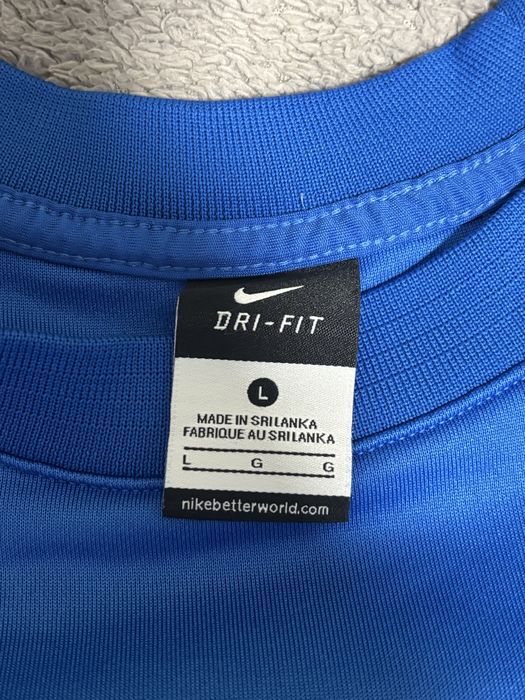 DRI-FIT
L
MADE IN SRI LANKA
FABRIQUE AU SRI LANKA
L G G
nikebetterworld.com